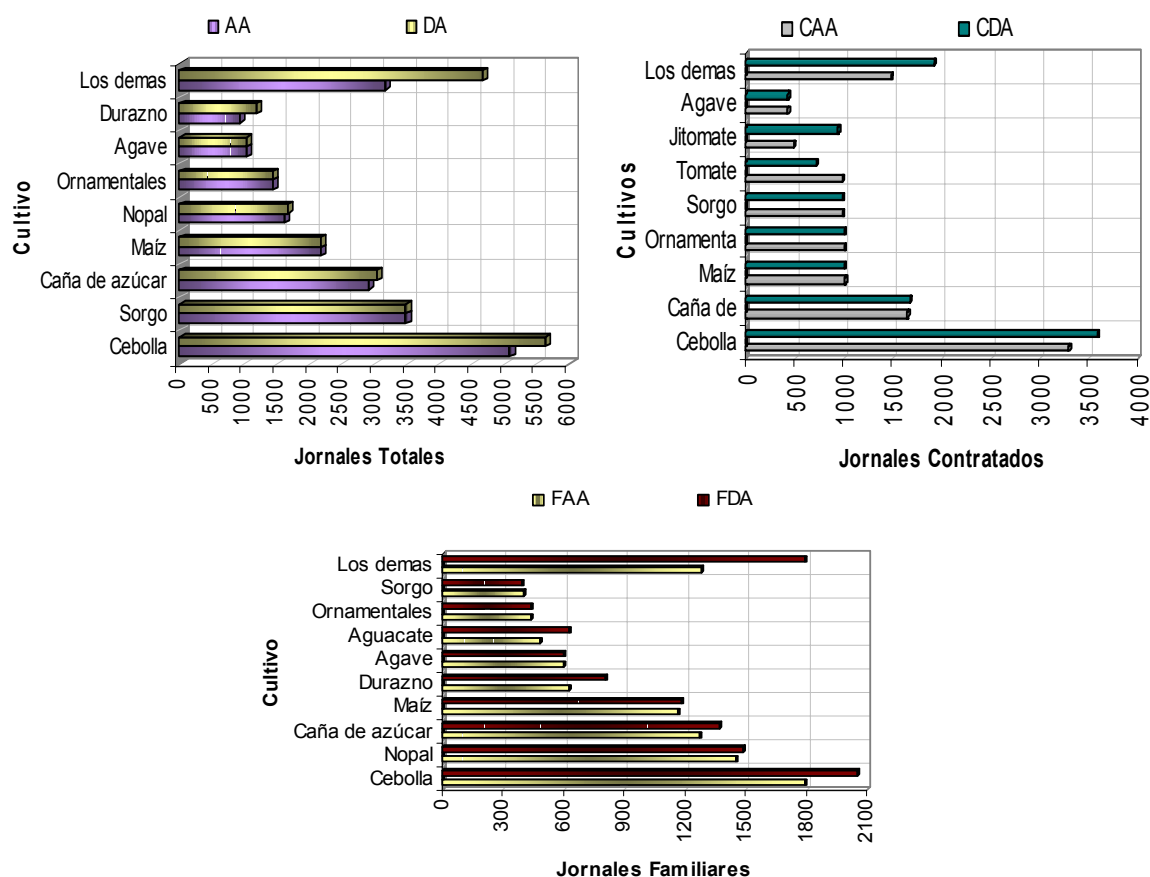 AA DA
Los demas
Durazno
Agave
Ornamentales
Nopal
Maíz
Caña de azúcar
Sorgo
Cebolla
Cultivo
0 500 1000 1500 2000 2500 3000 3500 4000 4500 5000 5500 6000
Jornales Totales
CAA CDA
Los demas
Agave
Jitomate
Tomate
Sorgo
Ornamenta
Maíz
Caña de
Cebolla
Cultivos
0 500 1000 1500 2000 2500 3000 3500 4000
Jornales Contratados
FAA FDA
Los demas
Sorgo
Ornamentales
Aguacate
Agave
Durazno
Maíz
Caña de azúcar
Nopal
Cebolla
Cultivo
0 300 600 900 1200 1500 1800 2100
Jornales Familiares